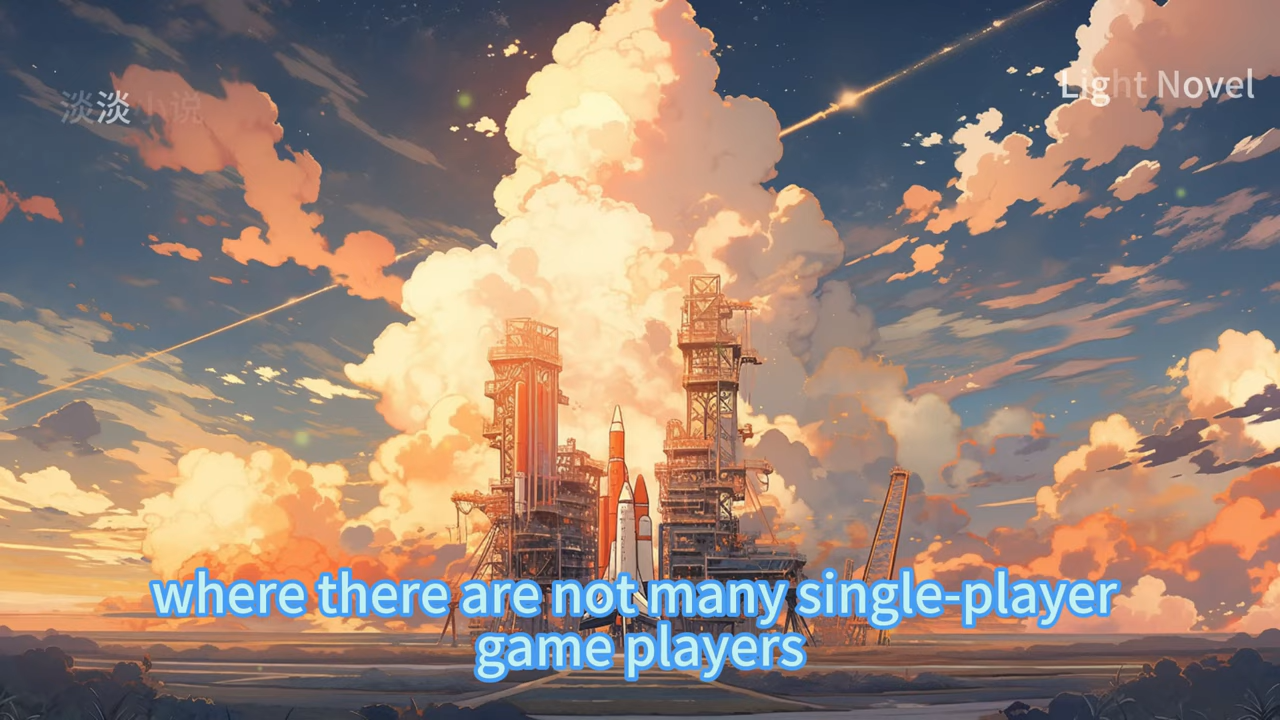 淡淡小说
Light Novel
where there are not many single-player
game players